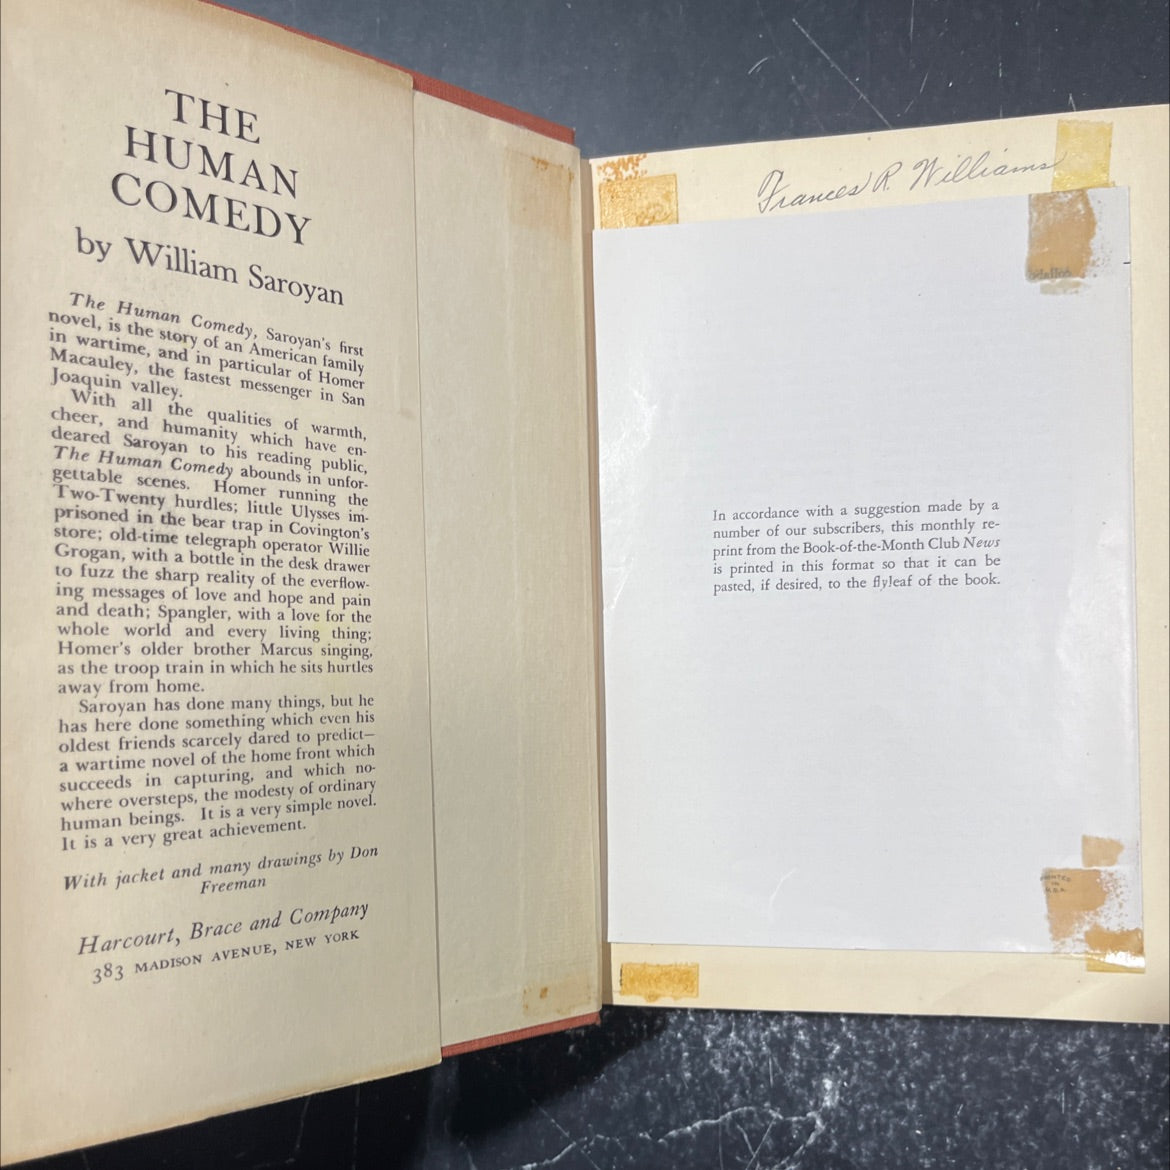 THE
HUMAN
COMEDY
by William Saroyan
The Human Comedy, Saroyan's first
novel, is the story of an American family
in wartime, and in particular of Homer
Macauley, the fastest messenger in San
Joaquin valley.
With all the qualities of warmth,
cheer, and humanity which have en-
deared Saroyan to his reading public,
The Human Comedy abounds in unfor-
gettable scenes. Homer running the
Two-Twenty hurdles; little Ulysses im-
prisoned in the bear trap in Covington's
store; old-time telegraph operator Willie
Grogan, with a bottle in the desk drawer
to fuzz the sharp reality of the everflow-
ing messages of love and hope and pain
and death; Spangler, with a love for the
whole world and every living thing;
Homer's older brother Marcus singing,
as the troop train in which he sits hurtles
away from home.
Saroyan has done many things, but he
has here done something which even his
oldest friends scarcely dared to predict—
a wartime novel of the home front which
succeeds in capturing, and which no-
where oversteps, the modesty of ordinary
human beings. It is a very simple novel.
It is a very great achievement.
With jacket and many drawings by Don
Freeman
Harcourt, Brace and Company
383 MADISON AVENUE, NEW YORK
Frances R. Williams
In accordance with a suggestion made by a
number of our subscribers, this monthly re-
print from the Book-of-the-Month Club News
is printed in this format so that it can be
pasted, if desired, to the flyleaf of the book.
PRINTED
IN
U.S.A.